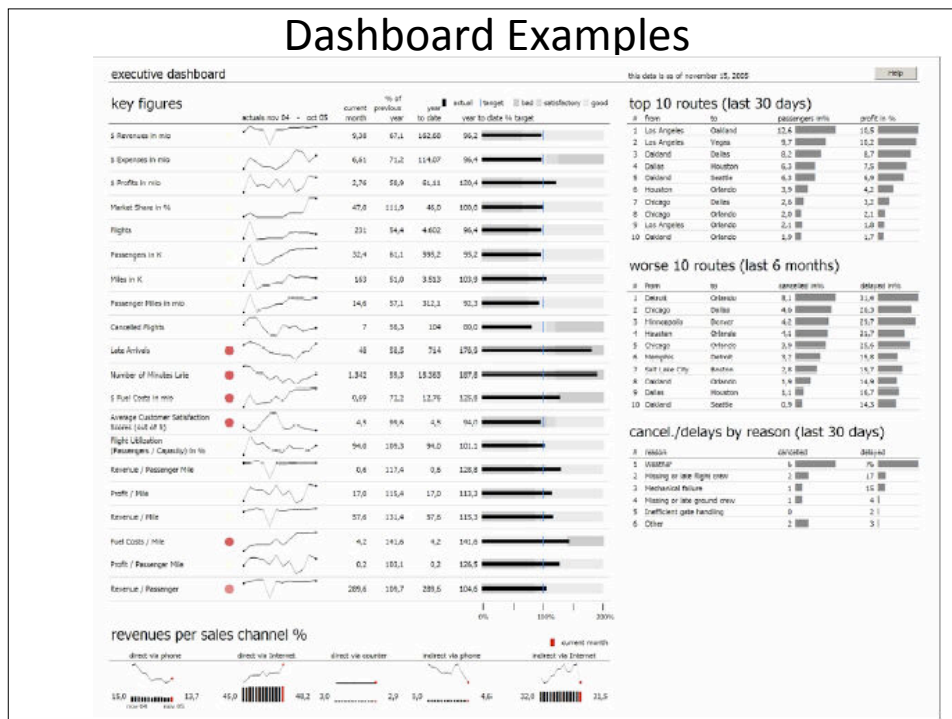 Dashboard Examples
executive dashboard
this data is as of november 15, 2005
Help
key figures
actuals nov 04 - oct 05
current month
% of previous year
year to date
actual target bad satisfactory good
year to date % target
$ Revenues in mio 9,38 67,1 162,68 96,2
$ Expenses in mio 6,61 71,2 114,07 96,4
$ Profits in mio 2,76 58,9 120,4
Market Share in % 47,0 111,9 46,0 100,0
Flights 231 54,4 4.602 96,4
Passengers in K 32,4 61,1 95,2
Miles in K 163 51,0 3.513 103,9
Passenger Miles in mio 14,6 57,1 312,1 92,3
Cancelled Flights 7 58,3 104 80,0
Late Arrivals 48 58,5 714 178,5
Number of Minutes Late 1.342 187,8
$ Fuel Costs in mio 0,69 72,2 12,76 125,8
Average Customer Satisfaction
Scores (out of 5) 4,5 99,6 4,5 94,0
Flight Utilization
(Passengers / Capacity) in % 94,0 109,3 94,0 101,1
Revenue / Passenger Mile 0,6 117,4 0,6 128,8
Profit / Mile 17,0 115,4 17,0 113,3
Revenue / Mile 57,6 131,4 57,6 115,3
Fuel Costs / Mile 4,2 141,6 4,2 141,6
Profit / Passenger Mile 0,2 103,1 0,2 126,5
Revenue / Passenger 289,6 109,7 289,6 104,6
0% 100% 200%
top 10 routes (last 30 days)
# from to passengers in% profit in %
1 Los Angeles Oakland 12,6 10,5
2 Los Angeles Vegas 9,7 10,2
3 Oakland Dallas 8,2 8,7
4 Dallas Houston 6,3 7,5
5 Oakland Seattle 6,3 6,9
6 Houston Orlando 3,9 4,2
7 Chicago Dallas 2,6 3,2
8 Chicago Orlando 2,0 2,1
9 Los Angeles Orlando 2,1 1,8
10 Oakland Orlando 1,9 1,7
worse 10 routes (last 6 months)
# from to cancelled in% delayed in%
1 Detroit Orlando 8,1 31,4
2 Chicago Dallas 4,6 26,3
3 Minneapolis Denver 4,2 25,7
4 Houston Orlando 4,1 21,7
5 Chicago Orlando 3,9 15,6
6 Memphis Detroit 3,2 15,8
7 Salt Lake City Boston 2,8 15,7
8 Oakland Orlando 1,9 14,9
9 Dallas Houston 1,1 16,7
10 Oakland Seattle 0,9 14,3
cancel./delays by reason (last 30 days)
# reason cancelled delayed
1 Weather 6 76
2 Missing or late flight crew 2 17
3 Mechanical failure 1 15
4 Missing or late ground crew 1 4
5 Inefficient gate handling 0 2
6 Other 2 3
revenues per sales channel %
current month
direct via phone direct via Internet direct via counter indirect via phone indirect via Internet
15,0 13,7 45,0 48,2 3,0 2,9 5,0 4,6 32,0 31,5
nov 04 nov 05